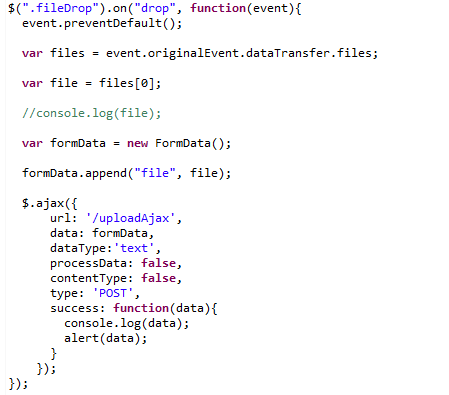 $(".fileDrop").on("drop", function(event){
  event.preventDefault();

  var files = event.originalEvent.dataTransfer.files;

  var file = files[0];

  //console.log(file);

  var formData = new FormData();

  formData.append("file", file);

  $.ajax({
      url: '/uploadAjax',
      data: formData,
      dataType:'text',
      processData: false,
      contentType: false,
      type: 'POST',
      success: function(data){
        console.log(data);
        alert(data);
      }
    });
});